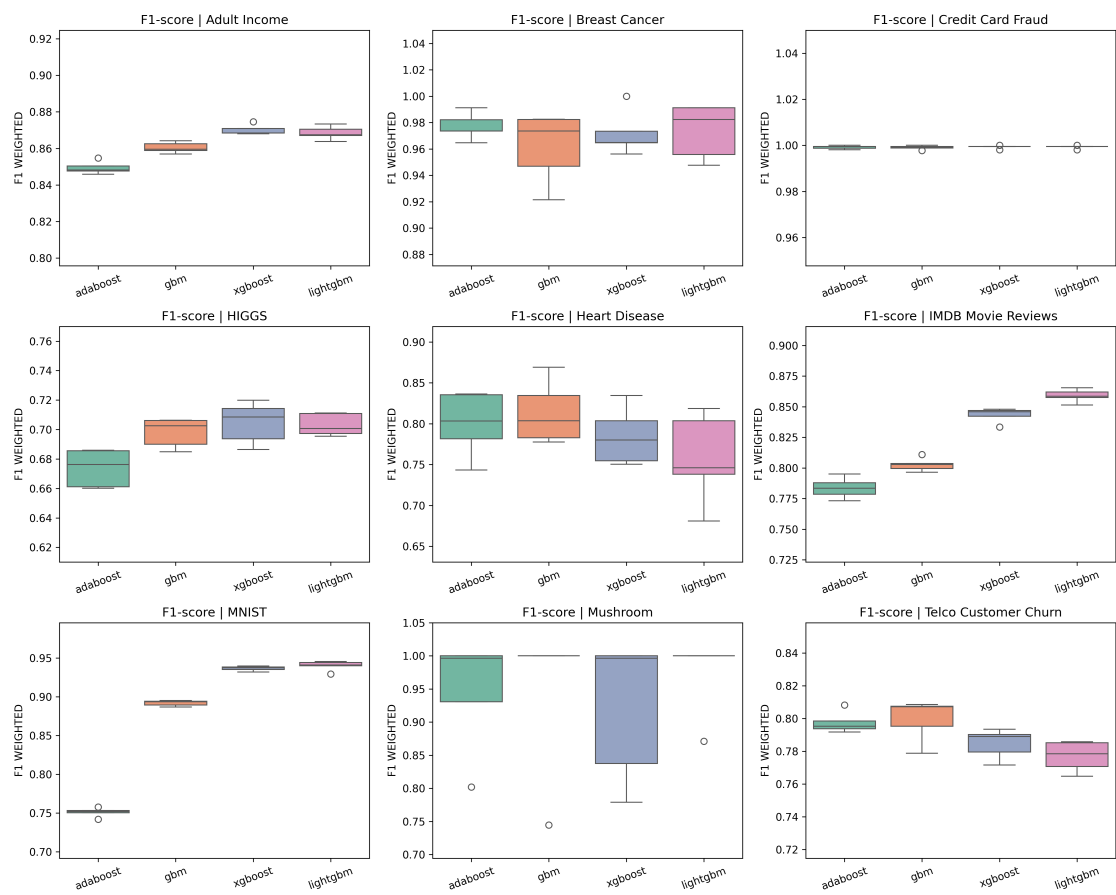 F1-score | Adult Income
F1 WEIGHTED
0.92
0.90
0.88
0.86
0.84
0.82
0.80
adaboost
gbm
xgboost
lightgbm
F1-score | Breast Cancer
F1 WEIGHTED
1.04
1.02
1.00
0.98
0.96
0.94
0.92
0.90
0.88
adaboost
gbm
xgboost
lightgbm
F1-score | Credit Card Fraud
F1 WEIGHTED
1.04
1.02
1.00
0.98
0.96
adaboost
gbm
xgboost
lightgbm
F1-score | HIGGS
F1 WEIGHTED
0.76
0.74
0.72
0.70
0.68
0.66
0.64
0.62
adaboost
gbm
xgboost
lightgbm
F1-score | Heart Disease
F1 WEIGHTED
0.90
0.85
0.80
0.75
0.70
0.65
adaboost
gbm
xgboost
lightgbm
F1-score | IMDB Movie Reviews
F1 WEIGHTED
0.900
0.875
0.850
0.825
0.800
0.775
0.750
0.725
adaboost
gbm
xgboost
lightgbm
F1-score | MNIST
F1 WEIGHTED
0.95
0.90
0.85
0.80
0.75
0.70
adaboost
gbm
xgboost
lightgbm
F1-score | Mushroom
F1 WEIGHTED
1.05
1.00
0.95
0.90
0.85
0.80
0.75
0.70
adaboost
gbm
xgboost
lightgbm
F1-score | Telco Customer Churn
F1 WEIGHTED
0.84
0.82
0.80
0.78
0.76
0.74
0.72
adaboost
gbm
xgboost
lightgbm